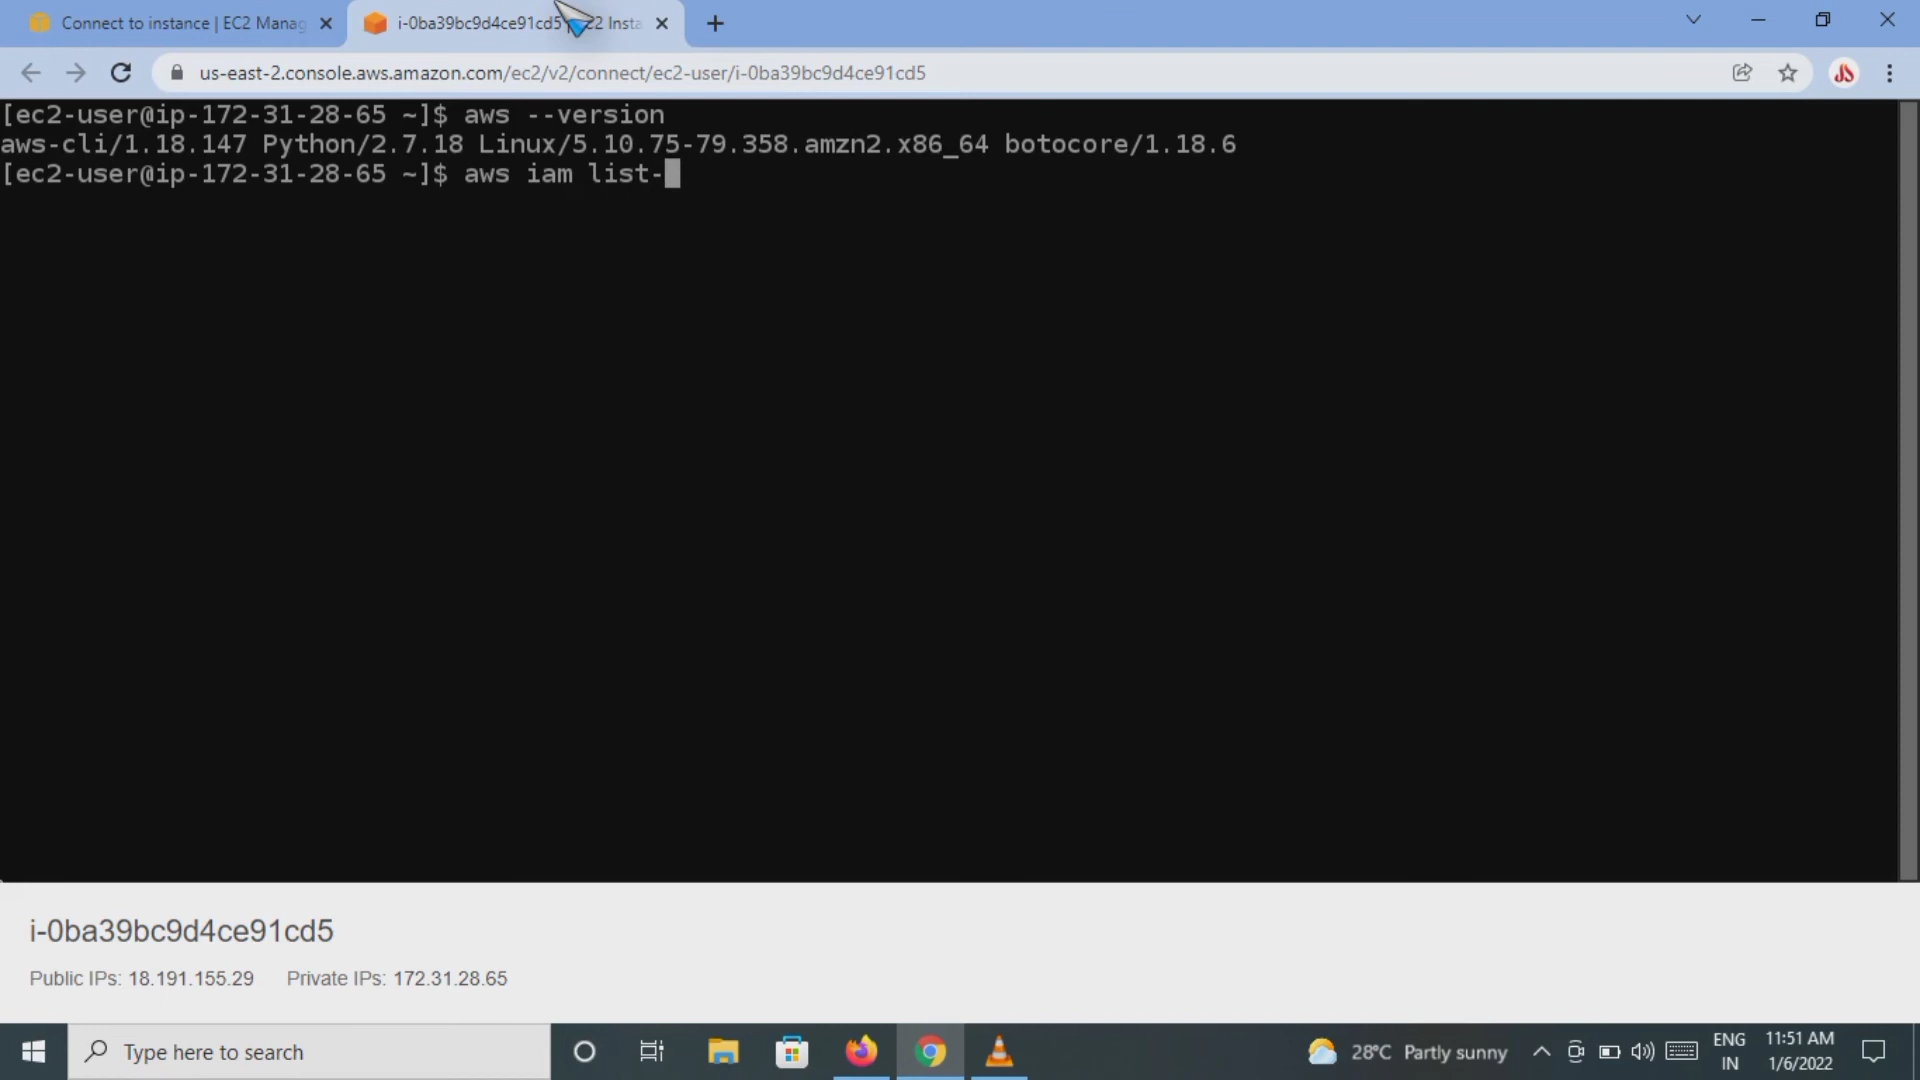 Connect to instance | EC2 Manag
i-0ba39bc9d4ce91cd5 EC2 Insta
us-east-2.console.aws.amazon.com/ec2/v2/connect/ec2-user/i-0ba39bc9d4ce91cd5
[ec2-user@ip-172-31-28-65 ~]$ aws --version
aws-cli/1.18.147 Python/2.7.18 Linux/5.10.75-79.358.amzn2.x86_64 botocore/1.18.6
[ec2-user@ip-172-31-28-65 ~]$ aws iam list-
i-0ba39bc9d4ce91cd5
Public IPs: 18.191.155.29 Private IPs: 172.31.28.65
Type here to search
28°C Partly sunny
ENG
IN
11:51 AM
1/6/2022